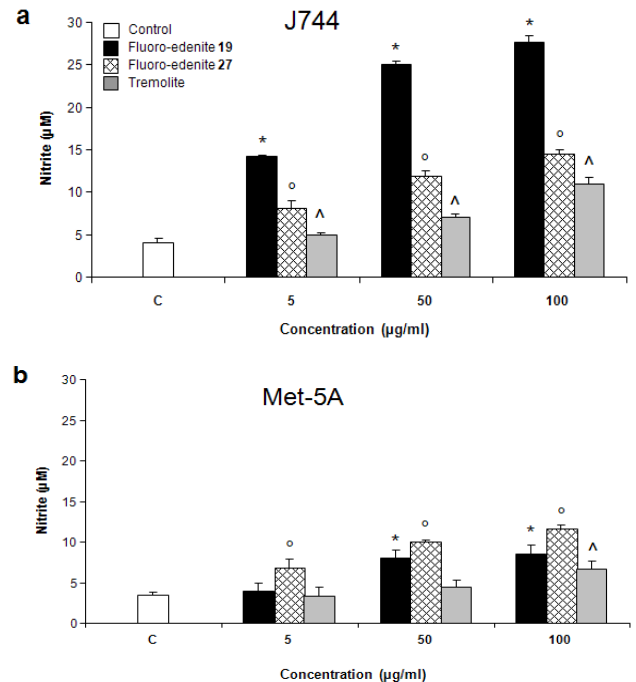 a
J744
Control
Fluoro-edenite 19
Fluoro-edenite 27
Tremolite
Nitrite (µM)
30
25
20
15
10
5
0
* o ^
* o ^
* o ^
C 5 50 100
Concentration (µg/ml)
b
Met-5A
Nitrite (µM)
30
25
20
15
10
5
0
o
* o
* o ^
C 5 50 100
Concentration (µg/ml)